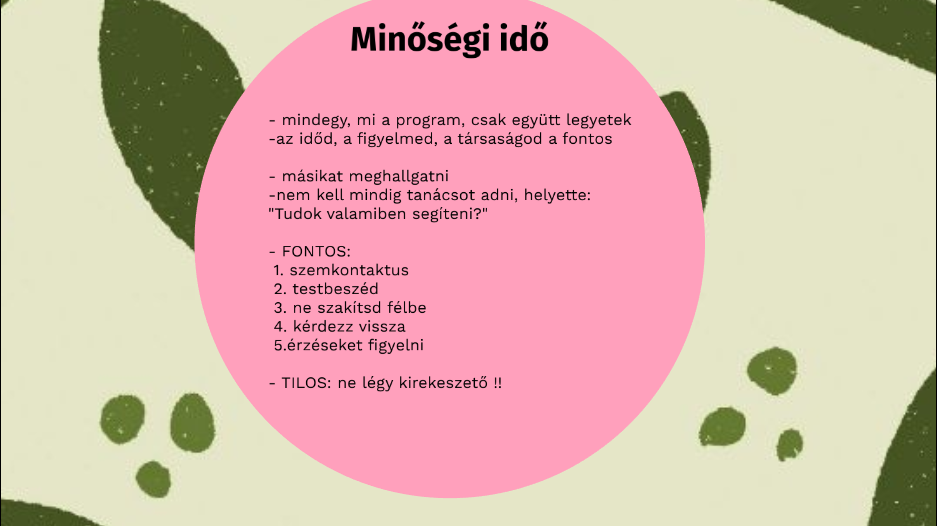 Minőségi idő
- mindegy, mi a program, csak együtt legyetek
-az időd, a figyelmed, a társaságod a fontos
- másikat meghallgatni
-nem kell mindig tanácsot adni, helyette:
"Tudok valamiben segíteni?"
- FONTOS:
1. szemkontaktus
2. testbeszéd
3. ne szakítsd félbe
4. kérdezz vissza
5.érzéseket figyelni
- TILOS: ne légy kirekeszető !!